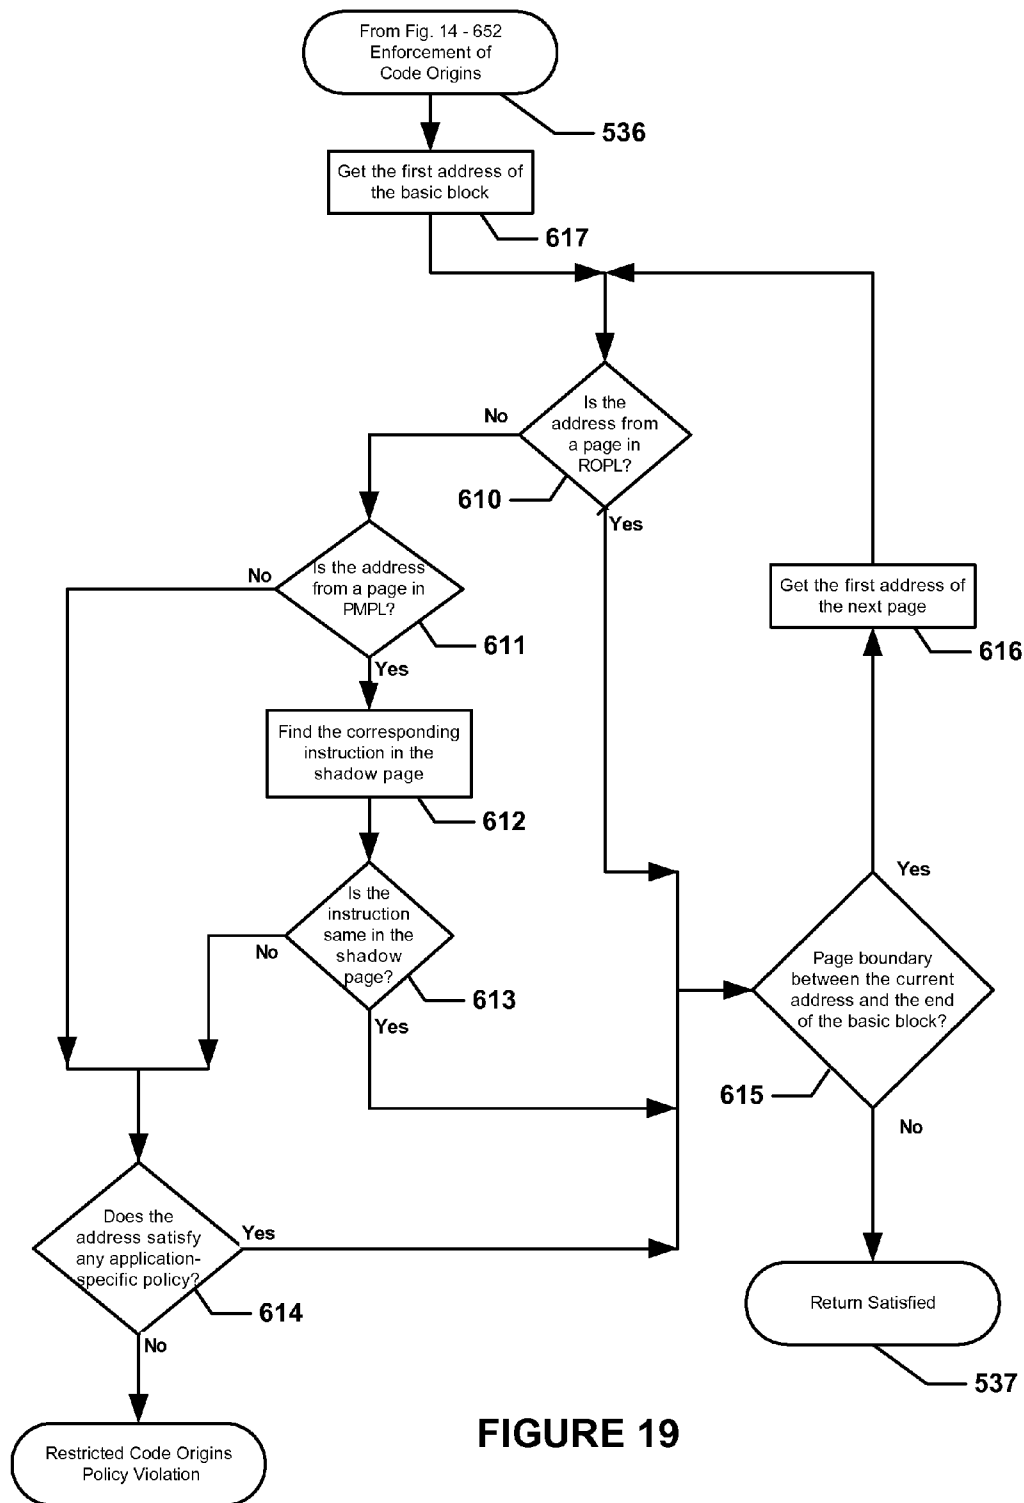 From Fig. 14 - 652
Enforcement of
Code Origins
536
Get the first address of
the basic block
617
Is the
address from
a page in
ROPL?
No
610
Yes
Is the address
from a page in
PMPL?
No
611
Yes
Get the first address of
the next page
616
Find the corresponding
instruction in the
shadow page
612
Is the
instruction
same in the
shadow
page?
No
613
Yes
Yes
Page boundary
between the current
address and the end
of the basic block?
615
No
Does the
address satisfy
any application-
specific policy?
Yes
614
No
Return Satisfied
537
Restricted Code Origins
Policy Violation
FIGURE 19